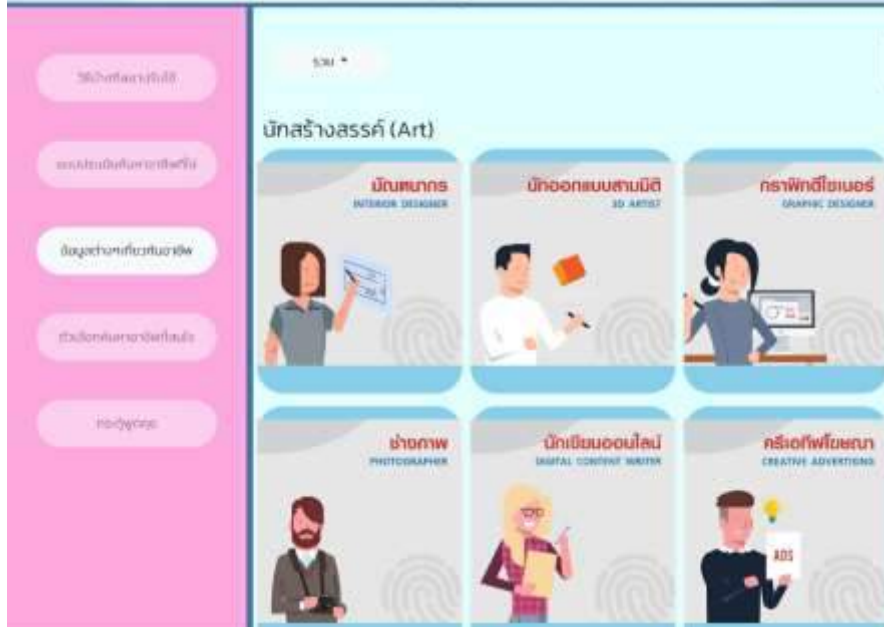 ข้อมูลต่างๆเกี่ยวกับอาชีพ
รวม
นักสร้างสรรค์ (Art)
มัณฑนากร
INTERIOR DESIGNER
นักออกแบบสามมิติ
3D ARTIST
กราฟิกดีไซเนอร์
GRAPHIC DESIGNER
ช่างภาพ
PHOTOGRAPHER
นักเขียนออนไลน์
DIGITAL CONTENT WRITER
ครีเอทีฟโฆษณา
CREATIVE ADVERTISING
ADS